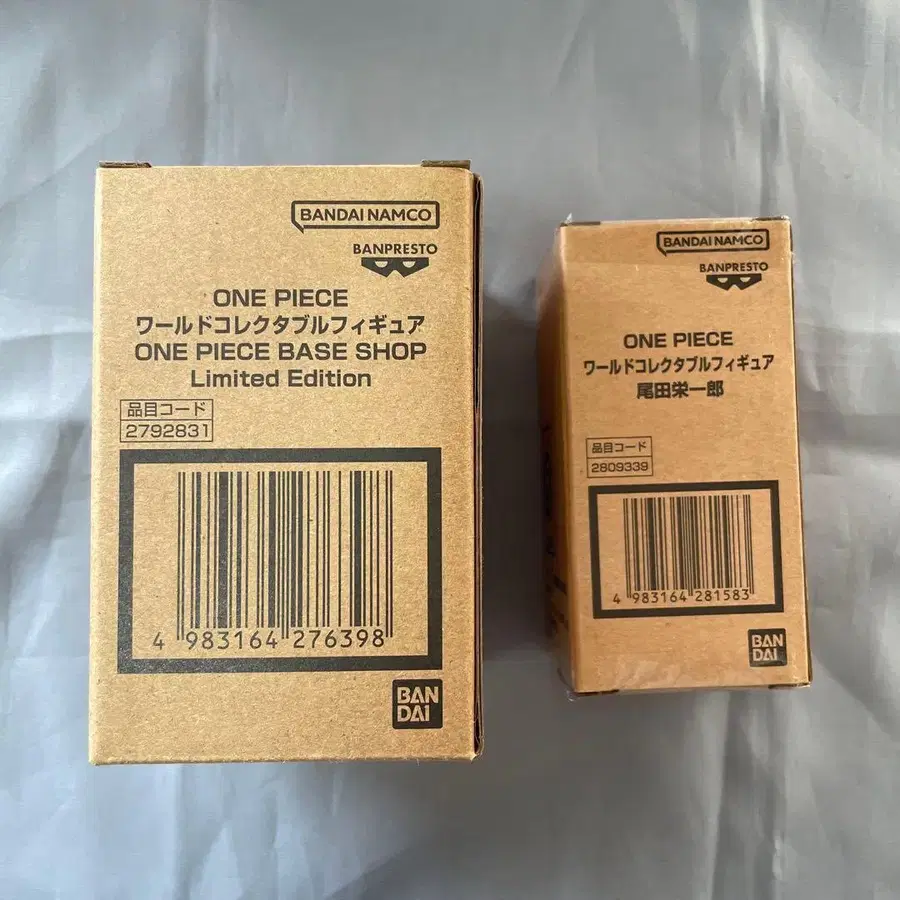 BANDAI NAMCO
BANPRESTO
ONE PIECE
ワールドコレクタブルフィギュア
ONE PIECE BASE SHOP
Limited Edition
品目コード
2792831
4 983164 276398
BAN
DAI
BANDAI NAMCO
BANPRESTO
ONE PIECE
ワールドコレクタブルフィギュア
尾田栄一郎
品目コード
2809339
4 983164 281583
BAN
DAI